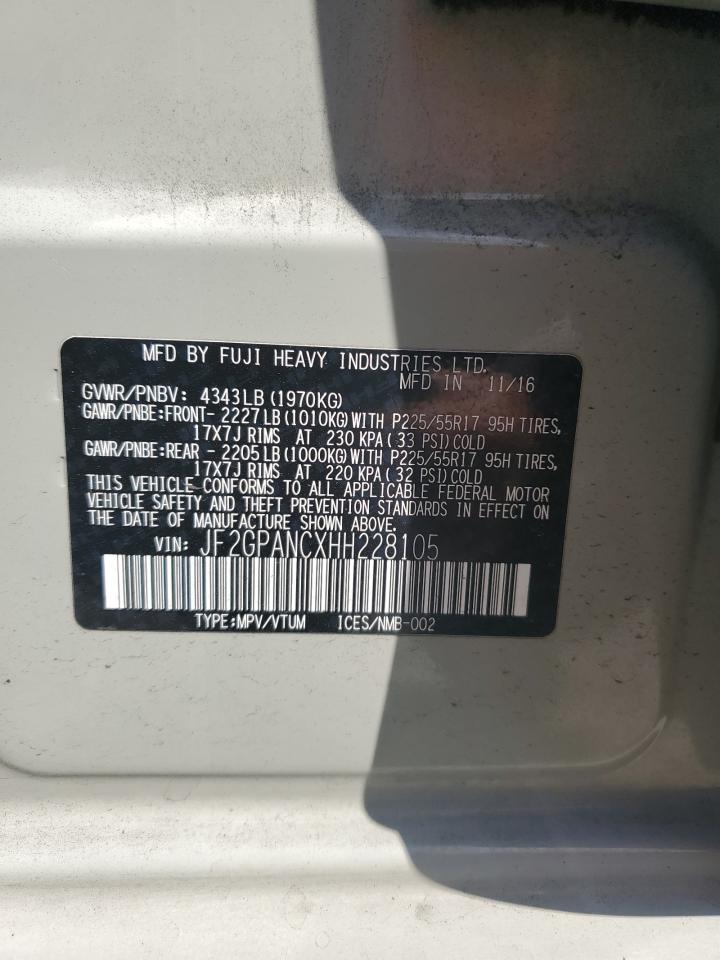 MFD BY FUJI HEAVY INDUSTRIES LTD.
MFD IN 11/16
GVWR/PNBV: 4343LB(1970KG)
GAWR/PNBE:FRONT- 2227LB(1010KG)WITH P225/55R17 95H TIRES,
17X7J RIMS AT 230 KPA(33 PSI)COLD
GAWR/PNBE:REAR - 2205LB(1000KG)WITH P225/55R17 95H TIRES,
17X7J RIMS AT 220 KPA(32 PSI)COLD
THIS VEHICLE CONFORMS TO ALL APPLICABLE FEDERAL MOTOR
VEHICLE SAFETY AND THEFT PREVENTION STANDARDS IN EFFECT ON
THE DATE OF MANUFACTURE SHOWN ABOVE.
VIN: JF2GPANCXHH228105
TYPE:MPV/VTUM ICES/NMB-002